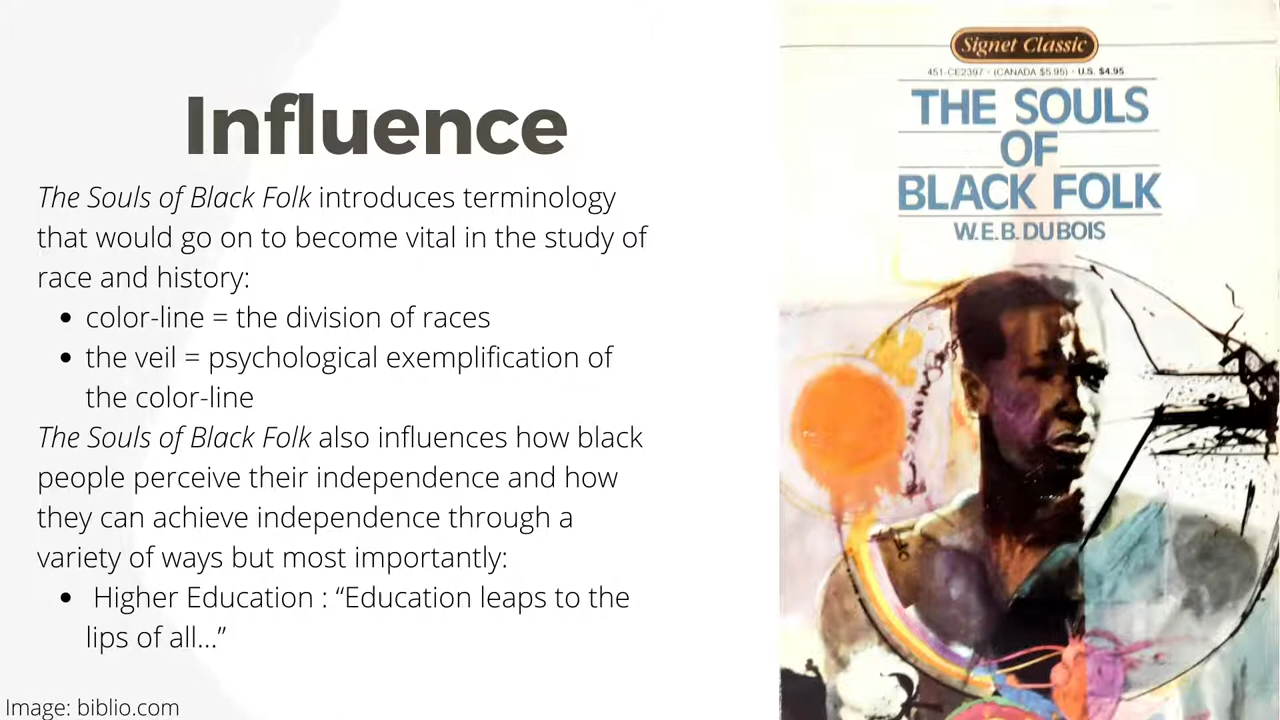 Influence
The Souls of Black Folk introduces terminology
that would go on to become vital in the study of
race and history:
• color-line = the division of races
• the veil = psychological exemplification of
the color-line
The Souls of Black Folk also influences how black
people perceive their independence and how
they can achieve independence through a
variety of ways but most importantly:
• Higher Education : “Education leaps to the
lips of all...”
Image: biblio.com
Signet Classic
451-CE2397 • (CANADA $5.95) • U.S. $4.95
THE SOULS
OF
BLACK FOLK
W.E.B. DU BOIS